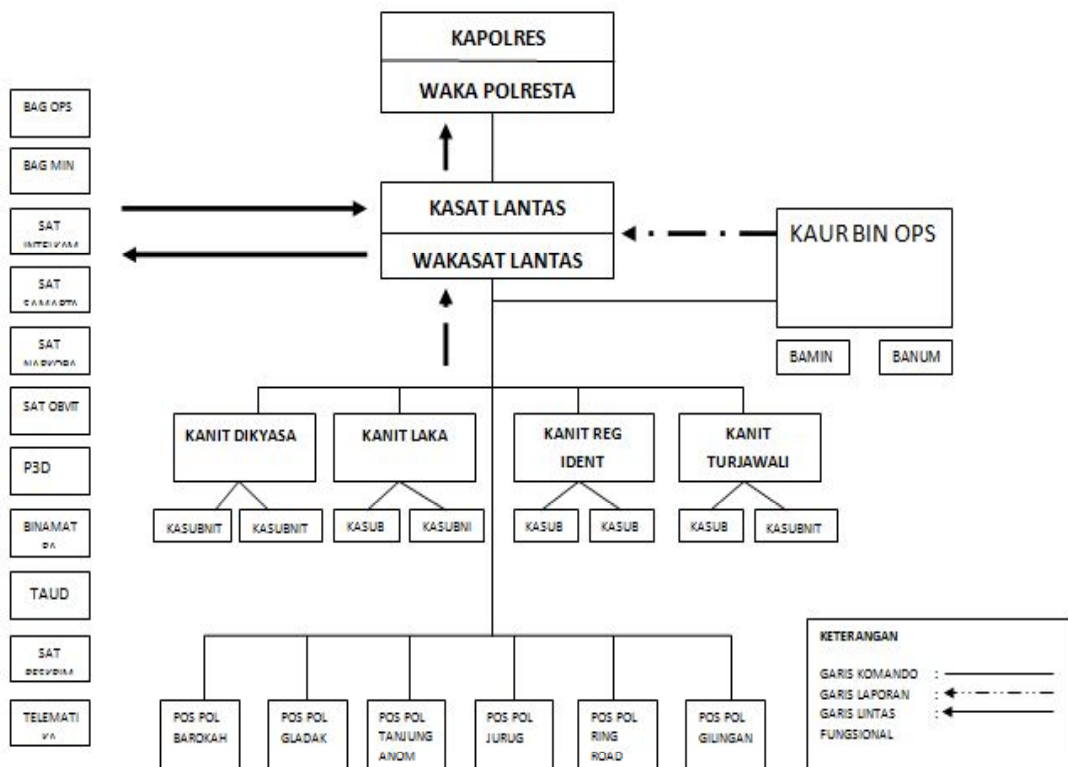 KAPOLRES
WAKA POLRESTA
BAG OPS
BAG MIN
SAT
SAT
SAT
SAT OBVIT
P3D
BINAMAT
TAUD
SAT
TELEMATI
KASAT LANTAS
WAKASAT LANTAS
KAUR BIN OPS
BAMIN
BANUM
KANIT DIKYASA
KANIT LAKA
KANIT REG
IDENT
KANIT
TURJAWALI
KASUBNIT
KASUBNIT
KASUB
KASUBNI
KASUB
KASUB
KASUB
KASUBNIT
POS POL
BAROKAH
POS POL
GLADAK
POS POL
TANJUNG
ANOM
POS POL
JURUG
POS POL
RING
ROAD
POS POL
GILINGAN
KETERANGAN
GARIS KOMANDO :
GARIS LAPORAN :
GARIS LINTAS :
FUNGSIONAL